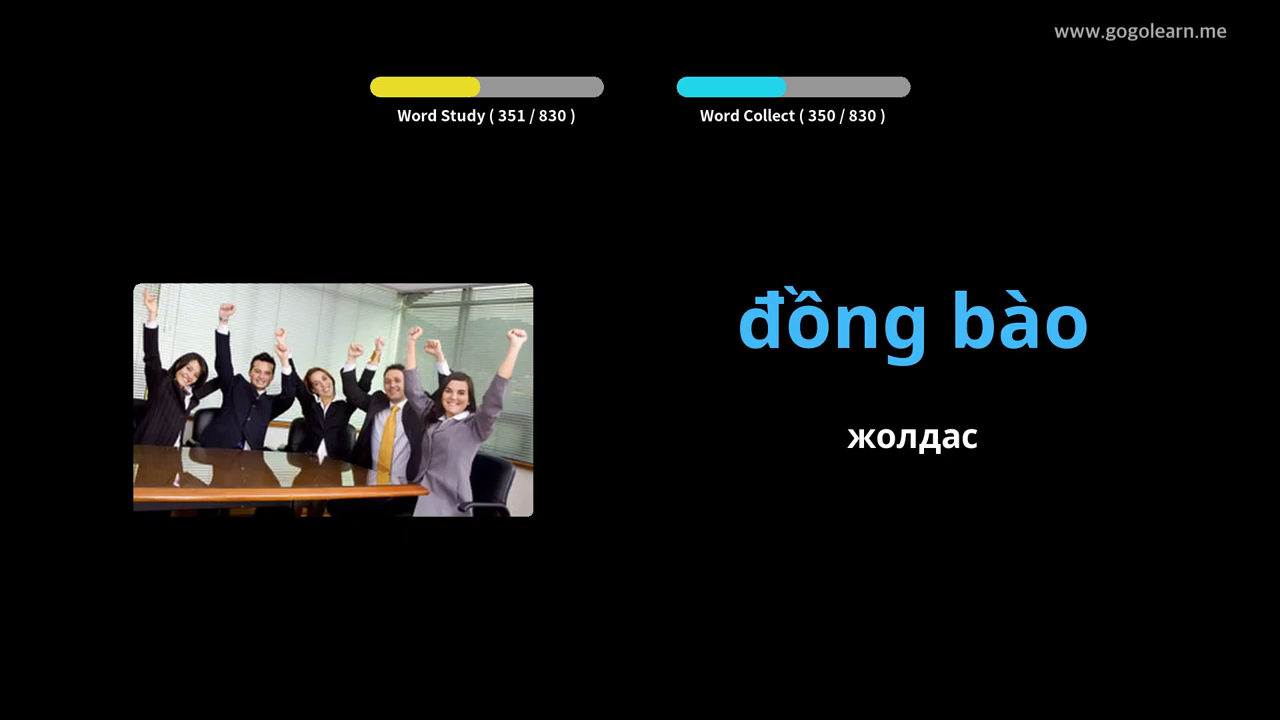 www.gogolearn.me
Word Study ( 351 / 830 )
Word Collect ( 350 / 830 )
đồng bào
жолдас